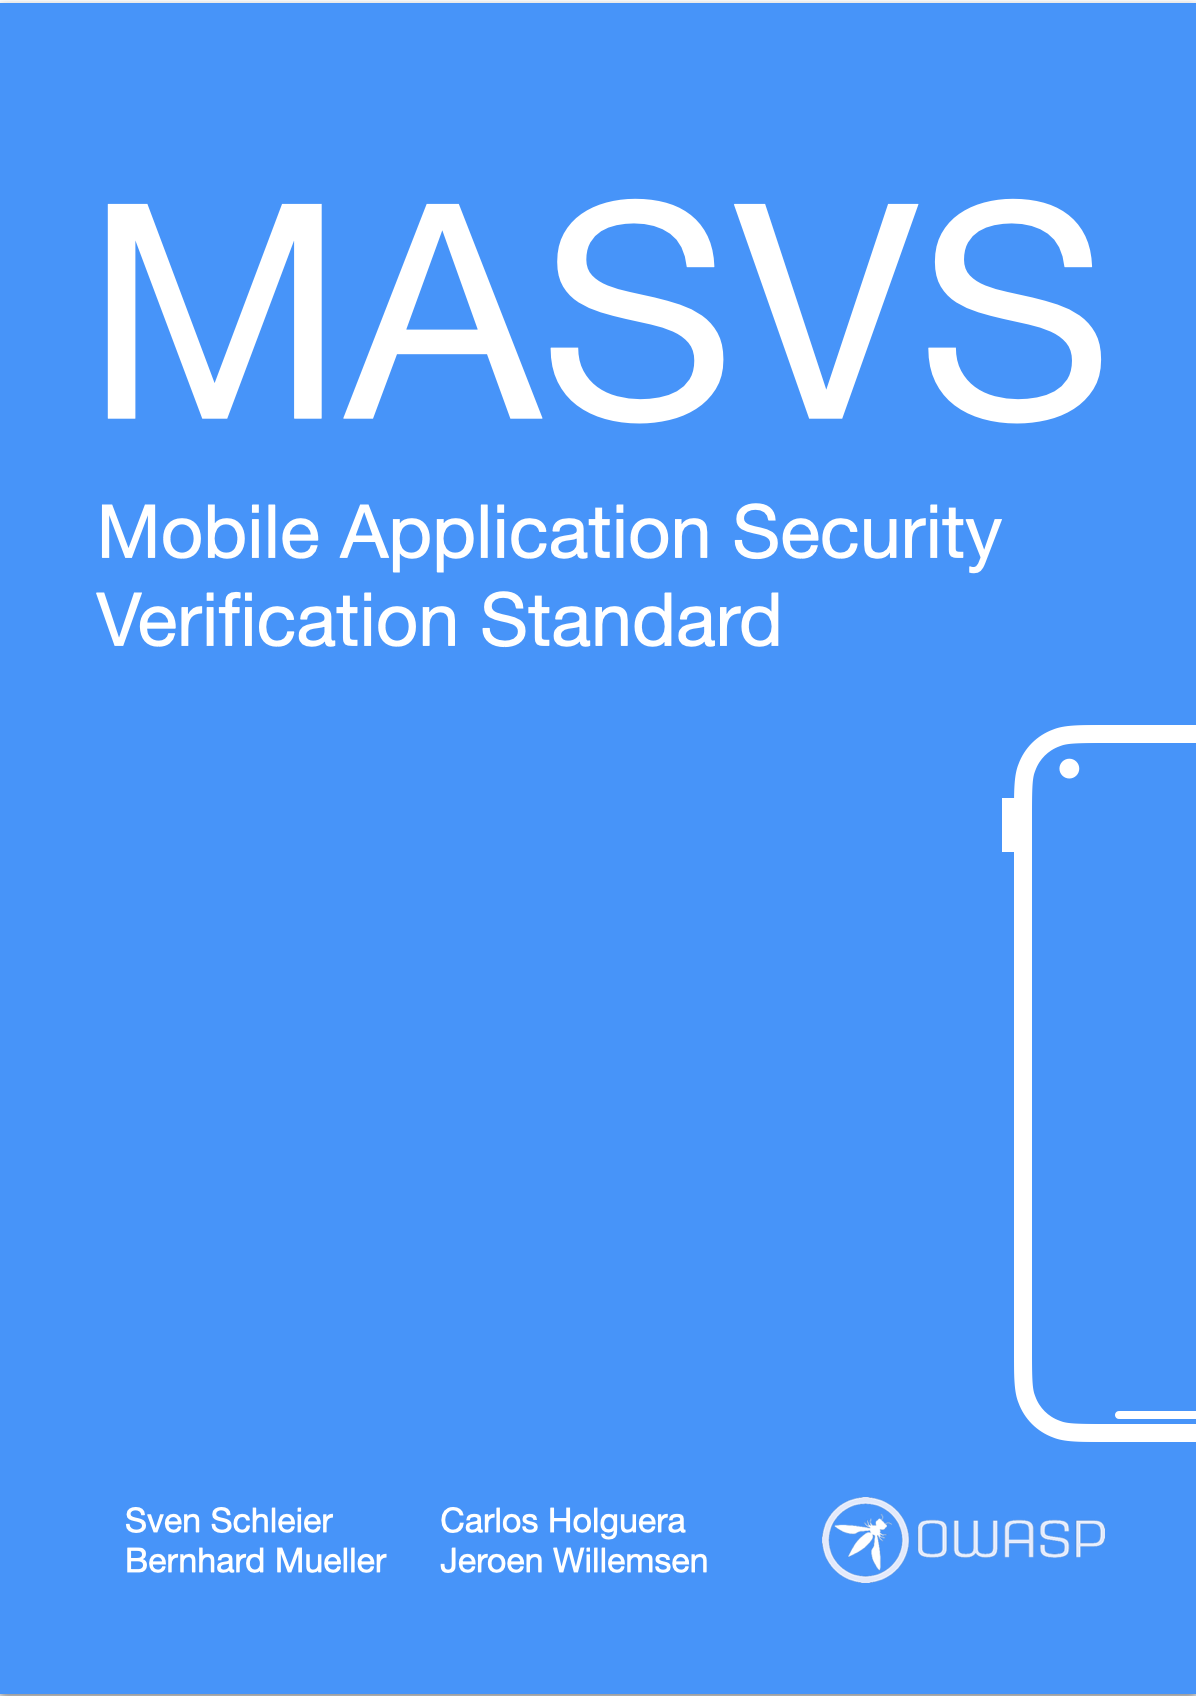 MASVS
Mobile Application Security
Verification Standard
Sven Schleier
Bernhard Mueller
Carlos Holguera
Jeroen Willemsen
OWASP